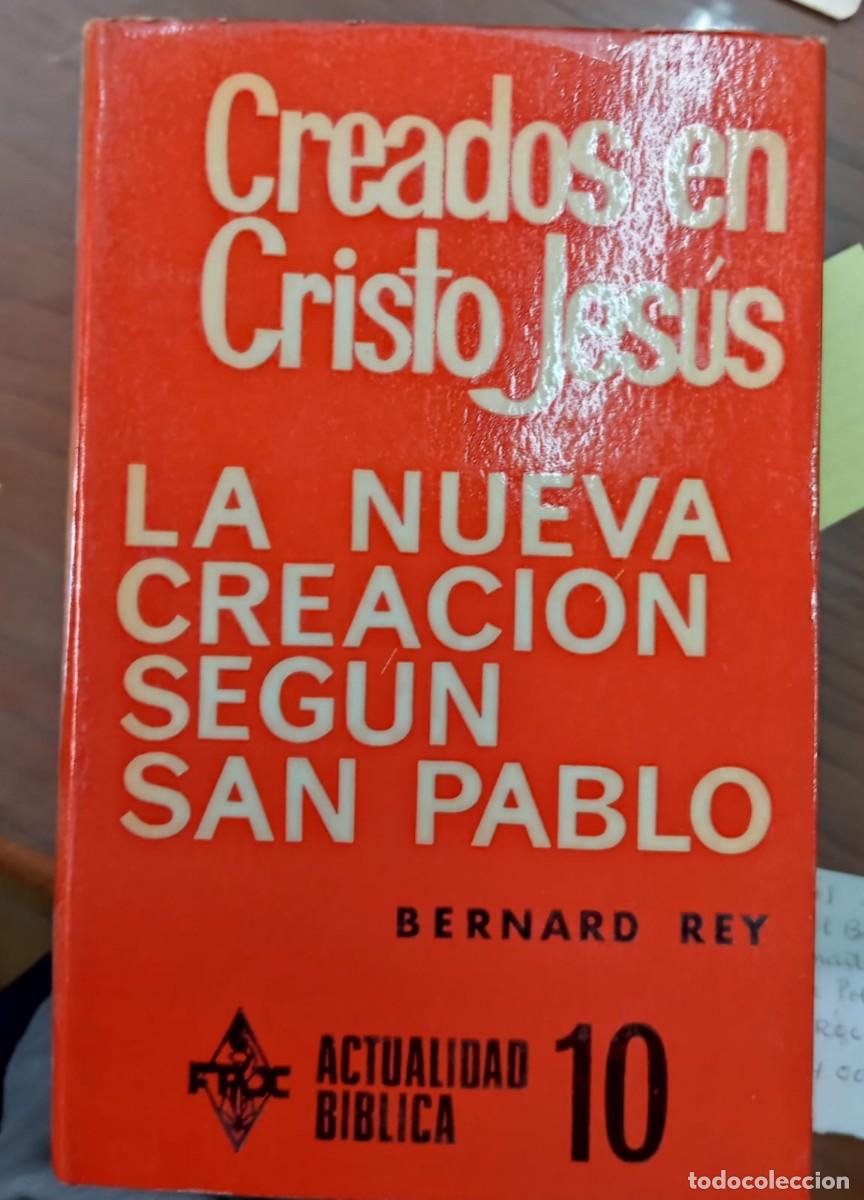 Creados en
Cristo Jesús
LA NUEVA
CREACION
SEGUN
SAN PABLO
BERNARD REY
ACTUALIDAD
BIBLICA
10
todocoleccion